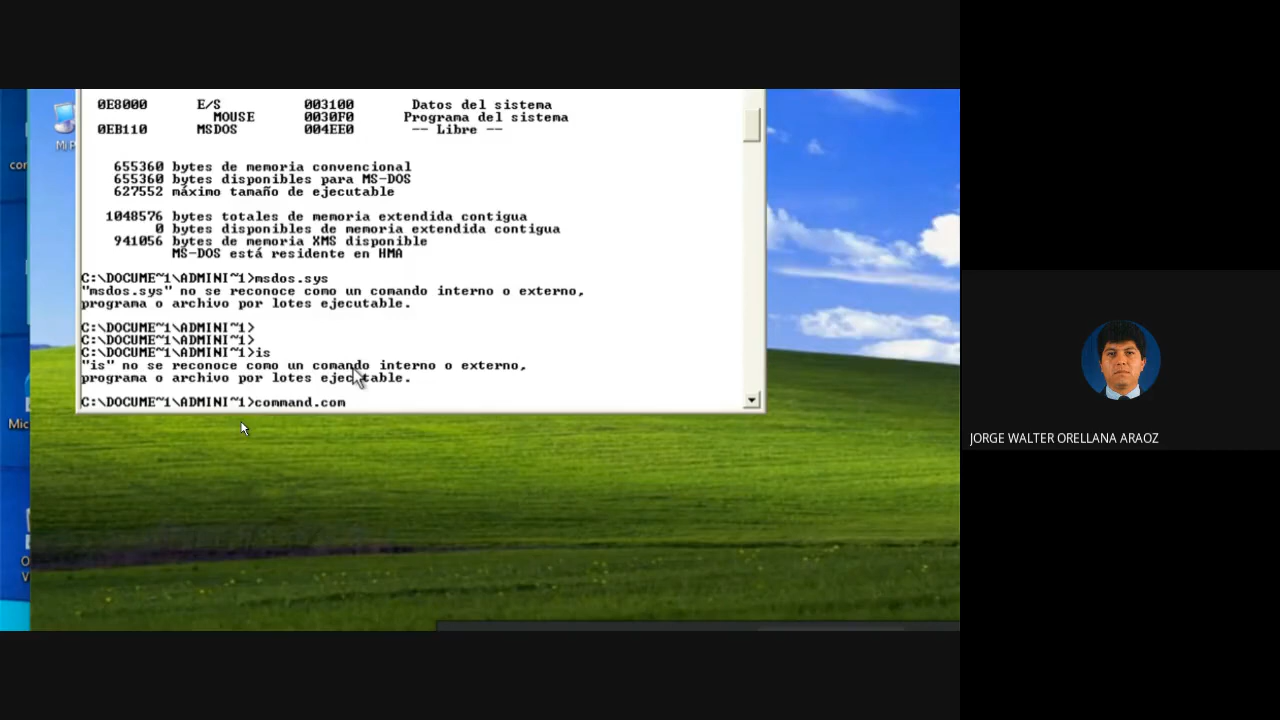 0E8000 E/S 003100 Datos del sistema
MOUSE 0030F0 Programa del sistema
0EB110 MSDOS 004EE0 -- Libre --
655360 bytes de memoria convencional
655360 bytes disponibles para MS-DOS
627552 máximo tamaño de ejecutable
1048576 bytes totales de memoria extendida contigua
0 bytes disponibles de memoria extendida contigua
941056 bytes de memoria XMS disponible
MS-DOS está residente en HMA
C:\DOCUME~1\ADMINI~1>msdos.sys
"msdos.sys" no se reconoce como un comando interno o externo,
programa o archivo por lotes ejecutable.
C:\DOCUME~1\ADMINI~1>
C:\DOCUME~1\ADMINI~1>
C:\DOCUME~1\ADMINI~1>is
"is" no se reconoce como un comando interno o externo,
programa o archivo por lotes ejecutable.
C:\DOCUME~1\ADMINI~1>command.com
Mi P
con
Mic
O
V
JORGE WALTER ORELLANA ARAOZ